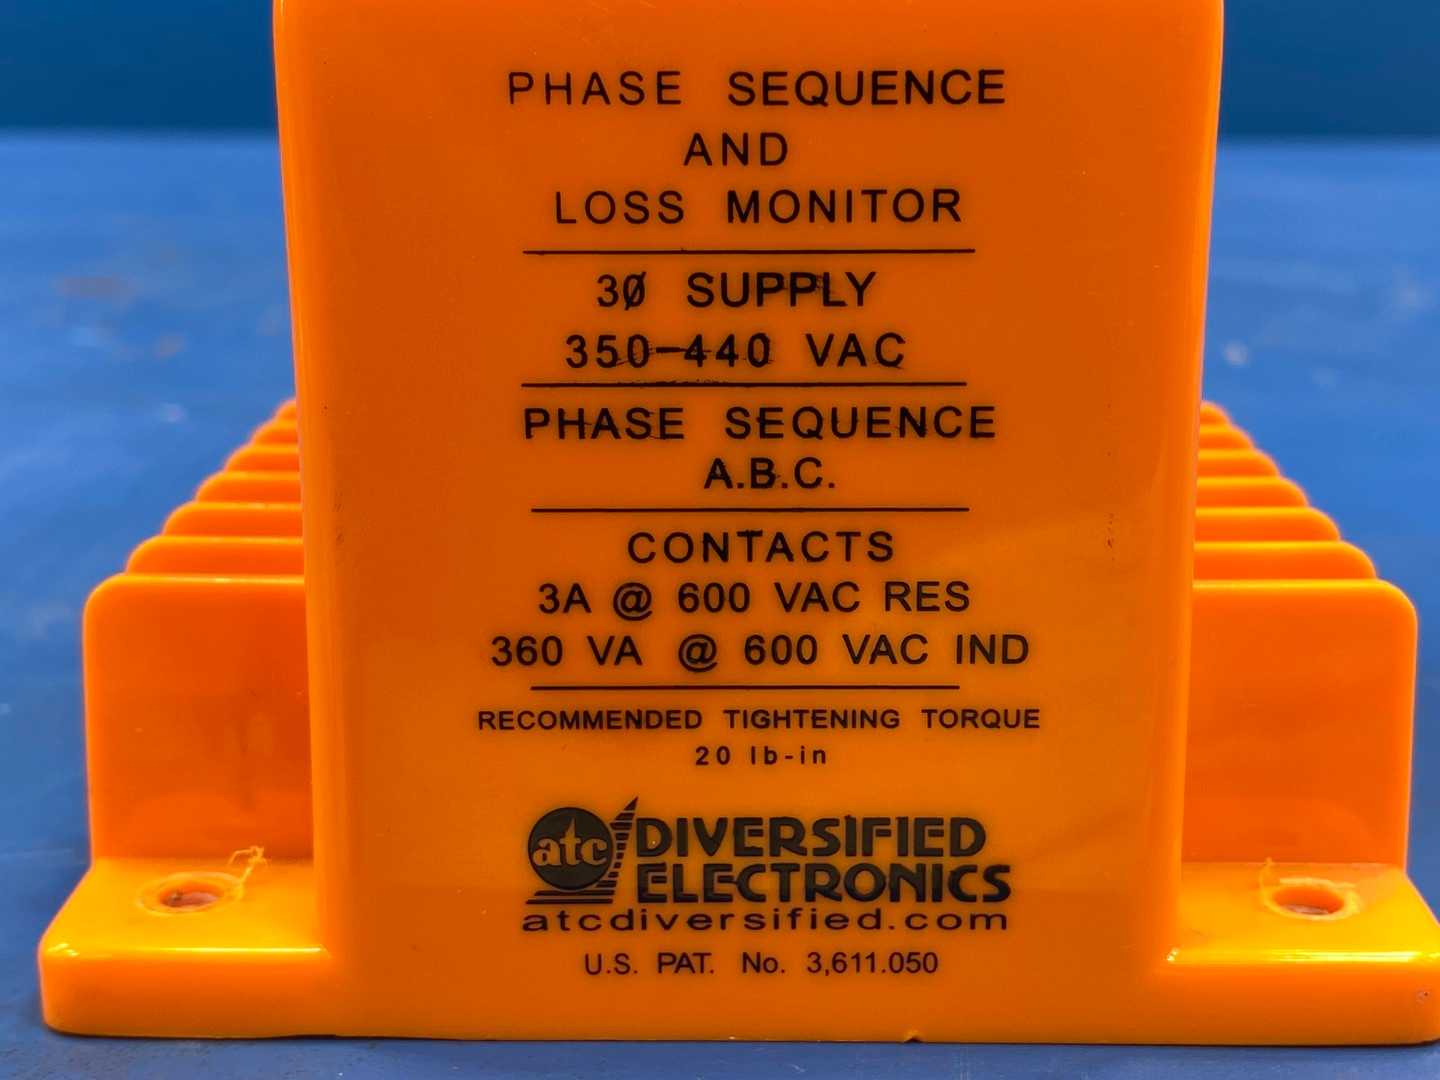 PHASE SEQUENCE
AND
LOSS MONITOR
3Ø SUPPLY
350-440 VAC
PHASE SEQUENCE
A.B.C.
CONTACTS
3A @ 600 VAC RES
360 VA @ 600 VAC IND
RECOMMENDED TIGHTENING TORQUE
20 lb-in
atc DIVERSIFIED
ELECTRONICS
atcdiversified.com
U.S. PAT. No. 3,611.050